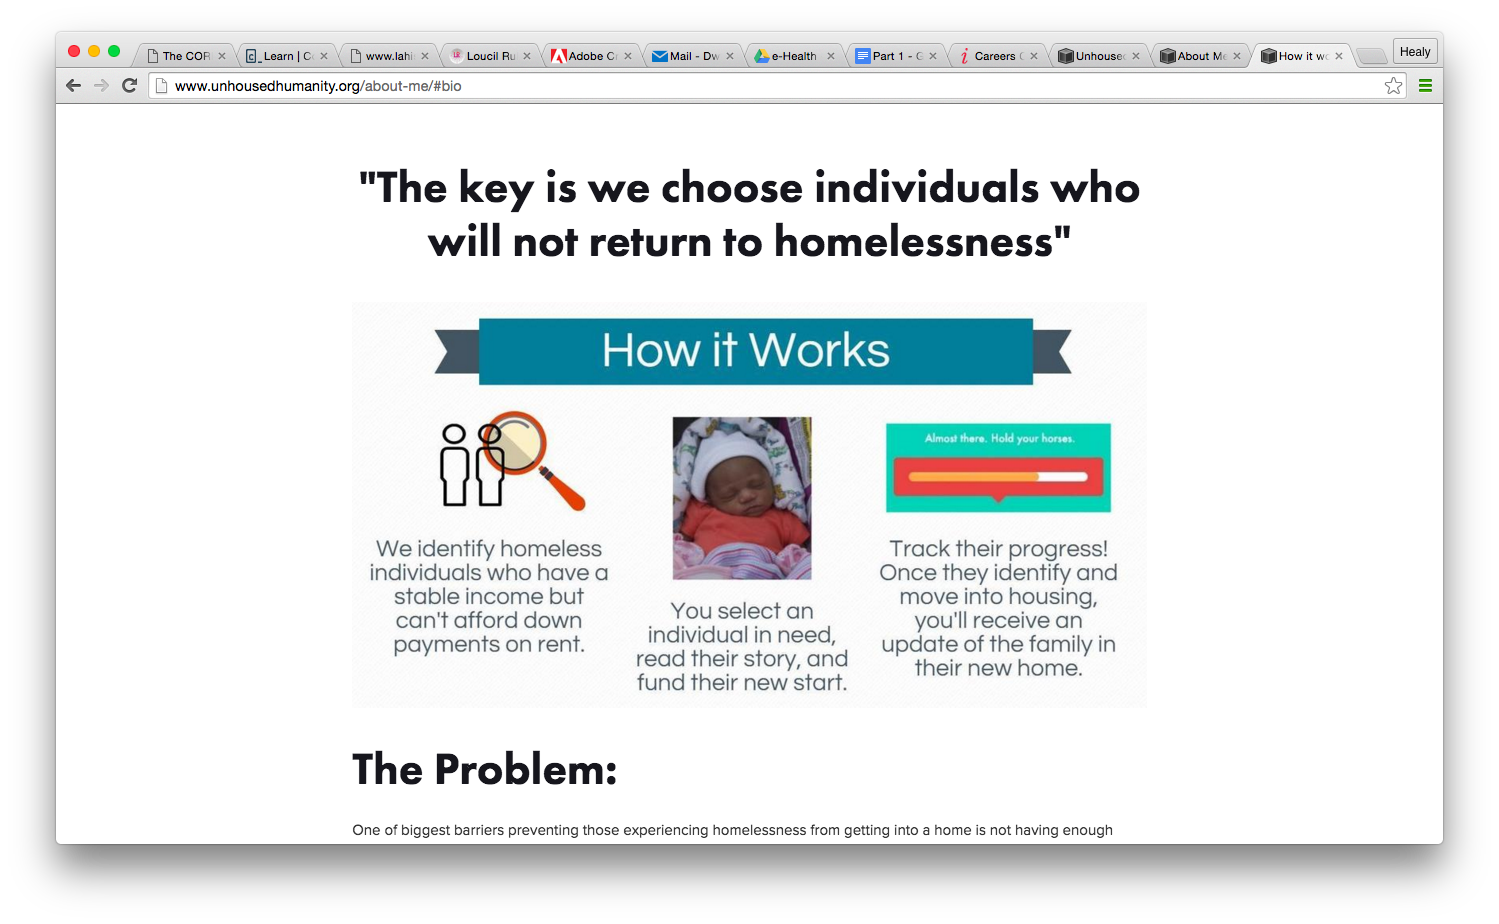 The COR
c_ Learn | Co
www.lahi
Loucil Ru
Adobe Cr
Mail - Dw
e-Health
Part 1 - G
Careers
Unhouse
About Me
How it wo
Healy
www.unhousedhumanity.org/about-me/#bio
"The key is we choose individuals who
will not return to homelessness"
How it Works
We identify homeless
individuals who have a
stable income but
can't afford down
payments on rent.
You select an
individual in need,
read their story, and
fund their new start.
Almost there. Hold your horses.
Track their progress!
Once they identify and
move into housing,
you'll receive an
update of the family in
their new home.
The Problem:
One of biggest barriers preventing those experiencing homelessness from getting into a home is not having enough